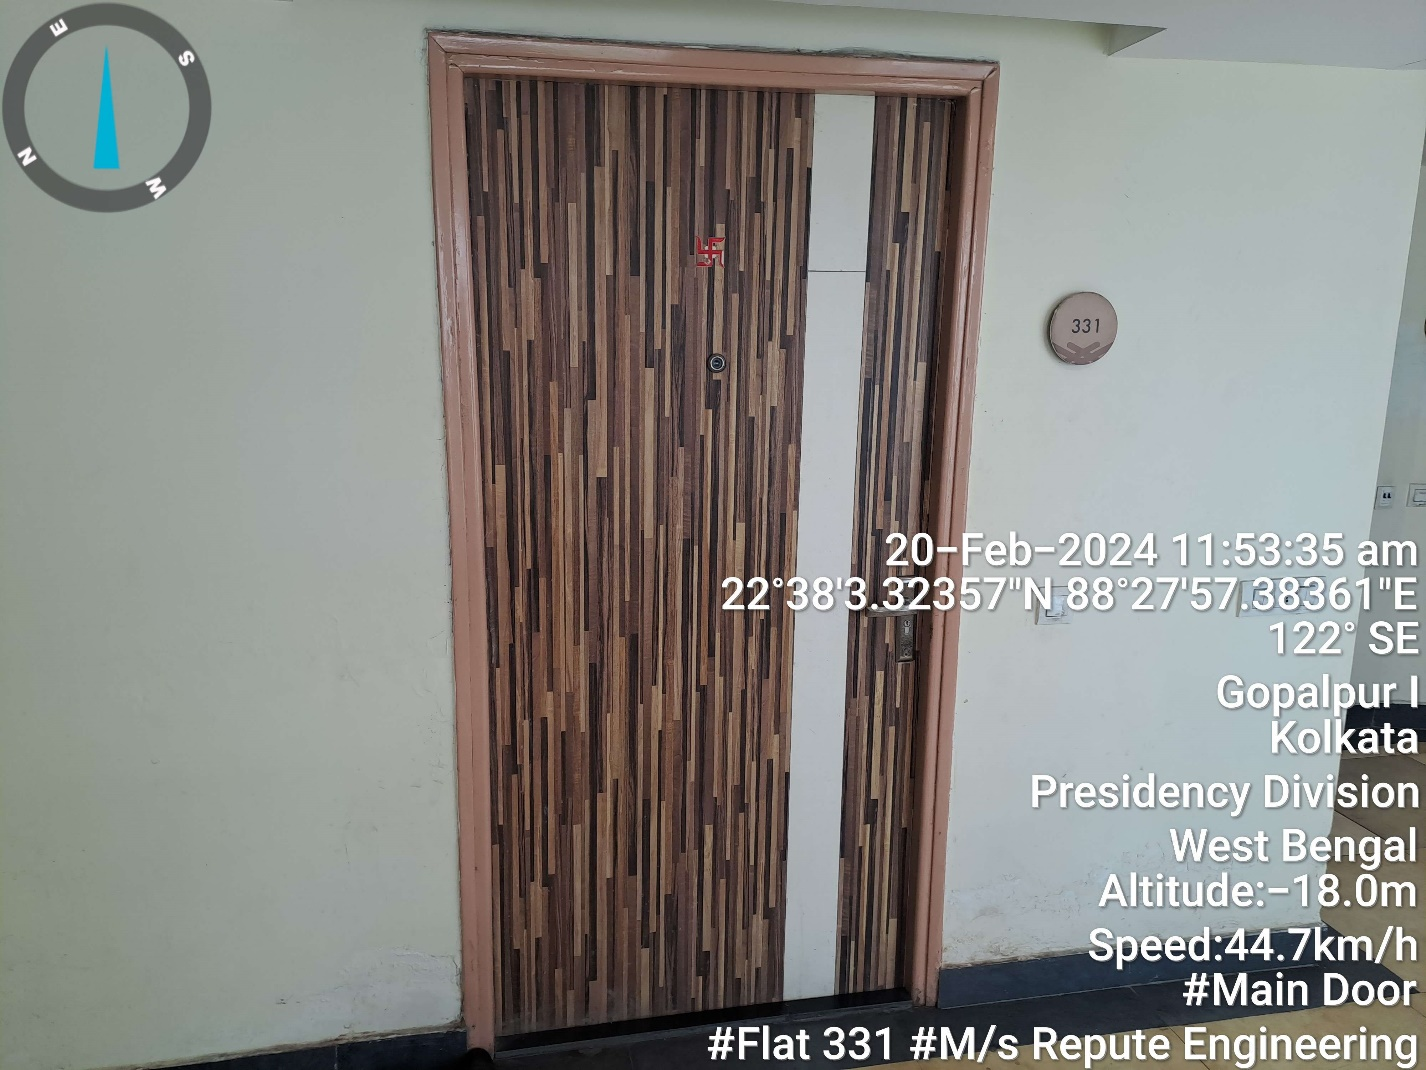 E
S
N
W
331
20-Feb-2024 11:53:35 am
22°38'3.32357"N 88°27'57.38361"E
122° SE
Gopalpur I
Kolkata
Presidency Division
West Bengal
Altitude:-18.0m
Speed:44.7km/h
#Main Door
#Flat 331 #M/s Repute Engineering